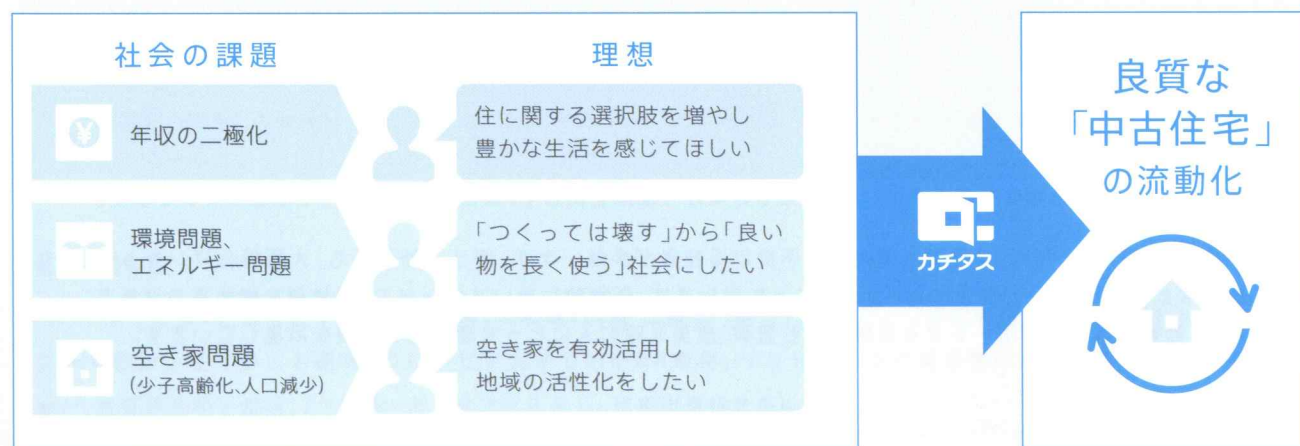 社会の課題
理想
¥
年収の二極化
住に関する選択肢を増やし
豊かな生活を感じてほしい
環境問題、
エネルギー問題
「つくっては壊す」から「良い
物を長く使う」社会にしたい
空き家問題
(少子高齢化、人口減少)
空き家を有効活用し
地域の活性化をしたい
カチタス
良質な
「中古住宅」
の流動化